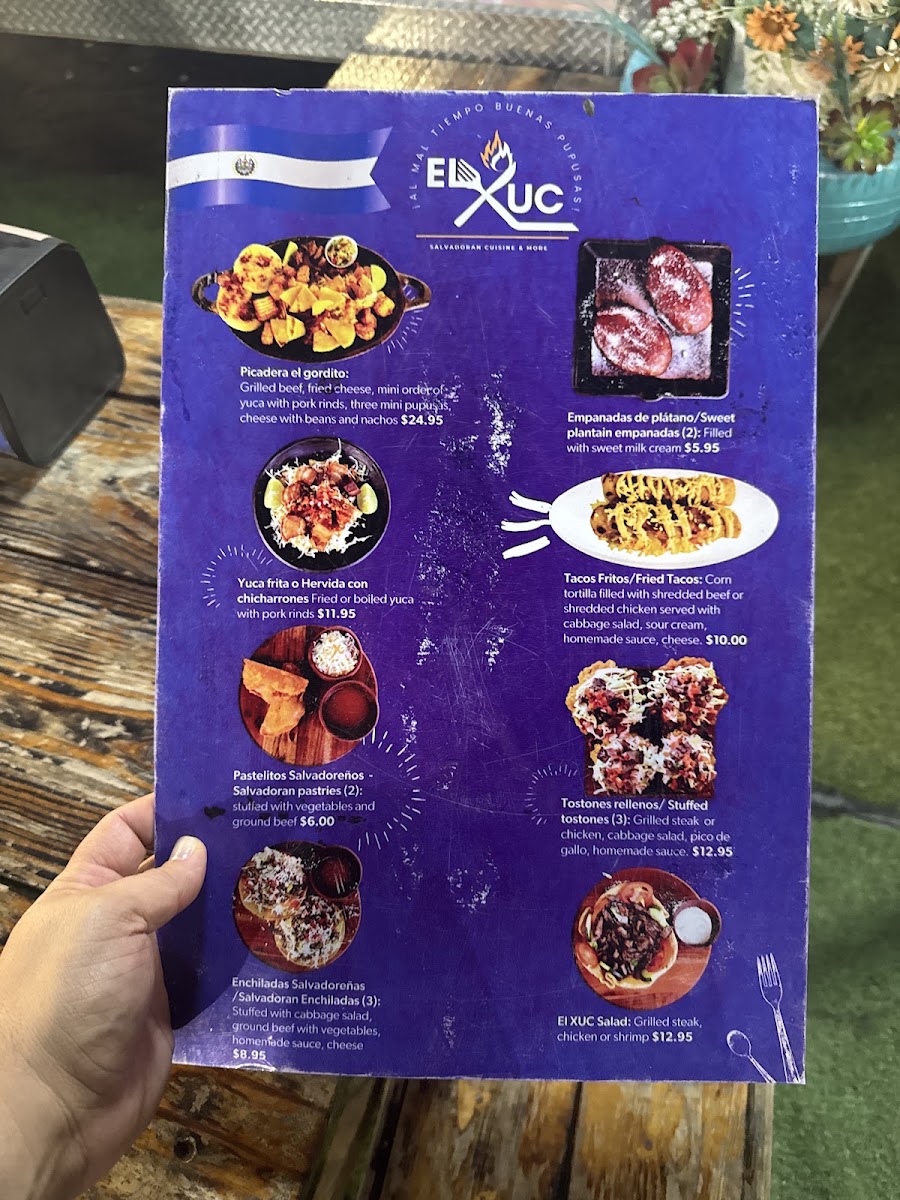 ¡AL MAL TIEMPO BUENAS PUPUSAS!
EL XUC
SALVADORAN CUISINE & MORE
Picadera el gordito:
Grilled beef, fried cheese, mini order of
yuca with pork rinds, three mini pupusas,
cheese with beans and nachos $24.95
Yuca frita o Hervida con
chicharrones Fried or boiled yuca
with pork rinds $11.95
Pastelitos Salvadoreños -
Salvadoran pastries (2):
stuffed with vegetables and
ground beef $6.00
Enchiladas Salvadoreñas
/Salvadoran Enchiladas (3):
Stuffed with cabbage salad,
ground beef with vegetables,
homemade sauce, cheese
$8.95
Empanadas de plátano/Sweet
plantain empanadas (2): Filled
with sweet milk cream $5.95
Tacos Fritos/Fried Tacos: Corn
tortilla filled with shredded beef or
shredded chicken served with
cabbage salad, sour cream,
homemade sauce, cheese. $10.00
Tostones rellenos/ Stuffed
tostones (3): Grilled steak or
chicken, cabbage salad, pico de
gallo, homemade sauce. $12.95
El XUC Salad: Grilled steak,
chicken or shrimp $12.95